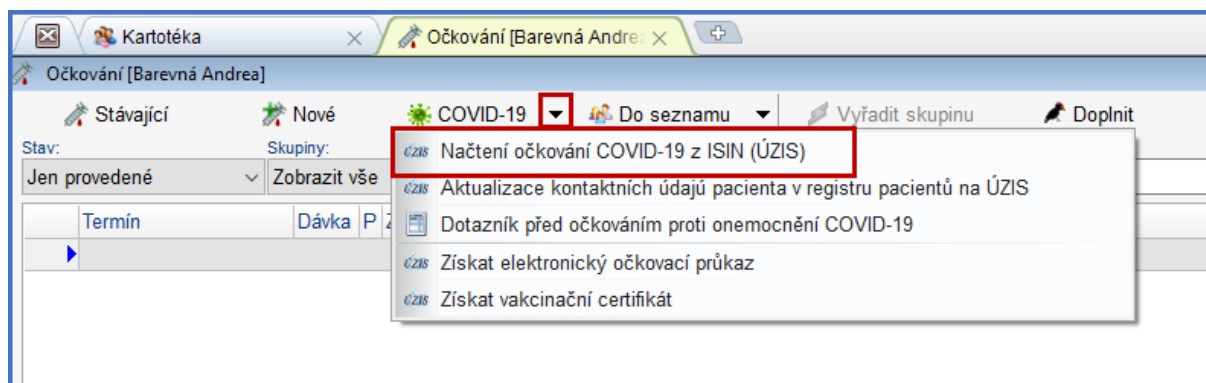 Kartotéka
Očkování [Barevná Andrea
Očkování [Barevná Andrea]
Stávající Nové COVID-19 Do seznamu Vyřadit skupinu Doplnit
Stav: Skupiny:
Jen provedené Zobrazit vše
Termín Dávka P
ÚZIS Načtení očkování COVID-19 z ISIN (ÚZIS)
ÚZIS Aktualizace kontaktních údajů pacienta v registru pacientů na ÚZIS
Dotazník před očkováním proti onemocnění COVID-19
ÚZIS Získat elektronický očkovací průkaz
ÚZIS Získat vakcinační certifikát